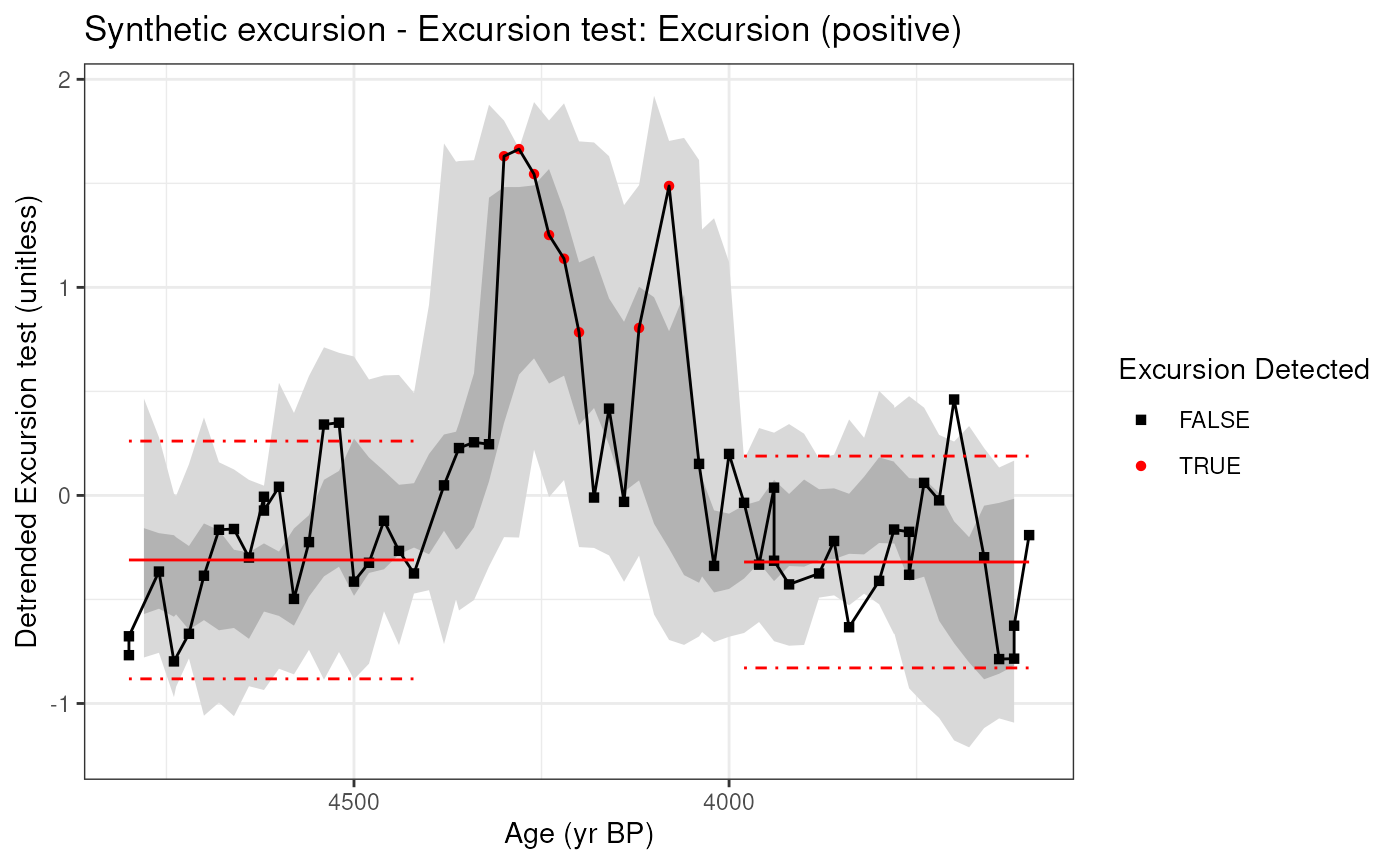 Synthetic excursion - Excursion test: Excursion (positive)
Detrended Excursion test (unitless)
2
1
0
-1
4500
4000
Age (yr BP)
Excursion Detected
FALSE
TRUE